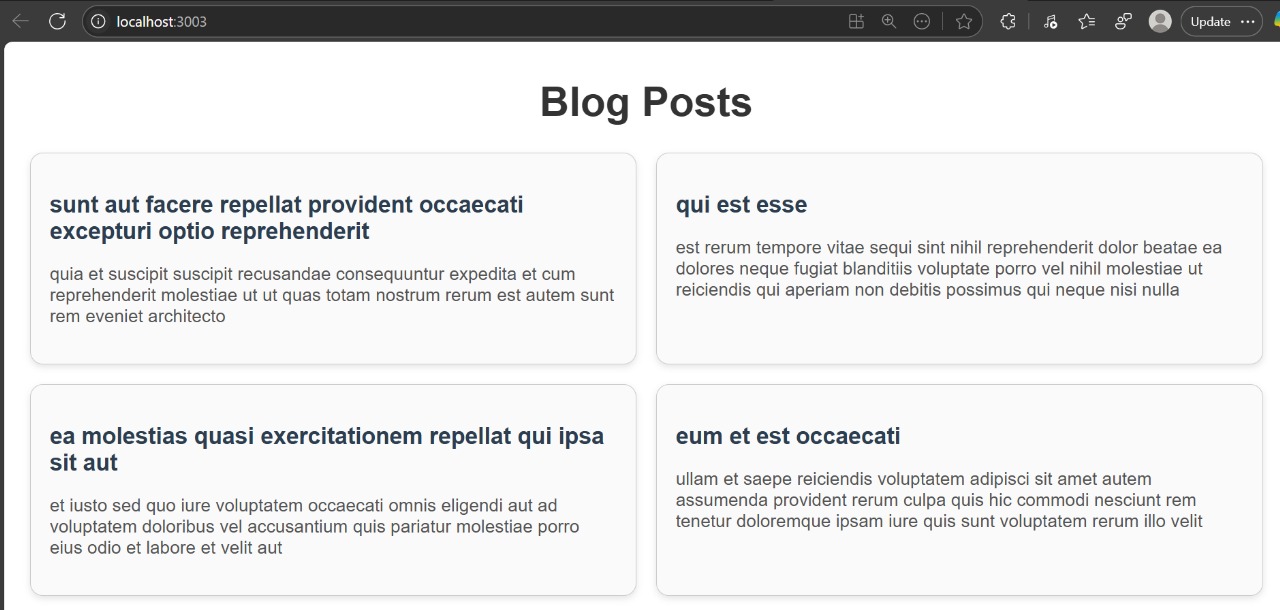 localhost:3003
Update
Blog Posts
sunt aut facere repellat provident occaecati
excepturi optio reprehenderit
quia et suscipit suscipit recusandae consequuntur expedita et cum
reprehenderit molestiae ut ut quas totam nostrum rerum est autem sunt
rem eveniet architecto
qui est esse
est rerum tempore vitae sequi sint nihil reprehenderit dolor beatae ea
dolores neque fugiat blanditiis voluptate porro vel nihil molestiae ut
reiciendis qui aperiam non debitis possimus qui neque nisi nulla
ea molestias quasi exercitationem repellat qui ipsa
sit aut
et iusto sed quo iure voluptatem occaecati omnis eligendi aut ad
voluptatem doloribus vel accusantium quis pariatur molestiae porro
eius odio et labore et velit aut
eum et est occaecati
ullam et saepe reiciendis voluptatem adipisci sit amet autem
assumenda provident rerum culpa quis hic commodi nesciunt rem
tenetur doloremque ipsam iure quis sunt voluptatem rerum illo velit